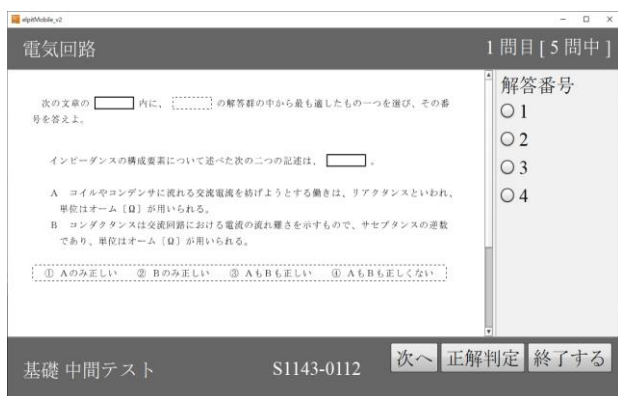 elpitMobile_v2
電気回路
1問目[5問中]
次の文章の 内に、 の解答群の中から最も適したものを一つを選び、その番
号を答えよ。
インピーダンスの構成要素について述べた次の二つの記述は、 。
A コイルやコンデンサに流れる交流電流を妨げようとする働きは、リアクタンスといわれ、
単位はオーム〔Ω〕が用いられる。
B コンダクタンスは交流回路における電流の流れ難さを示すもので、サセプタンスの逆数
であり、単位はオーム〔Ω〕が用いられる。
① Aのみ正しい ② Bのみ正しい ③ AもBも正しい ④ AもBも正しくない
解答番号
1
2
3
4
基礎 中間テスト
S1143-0112
次へ
正解判定
終了する